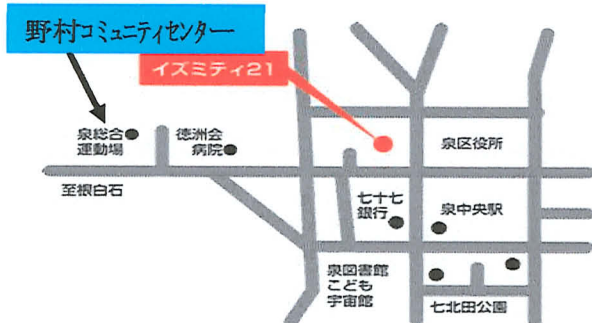 野村コミュニティセンター
イズミティ21
泉総合
運動場
徳洲会
病院
泉区役所
至根白石
七十七
銀行
泉中央駅
泉図書館
こども
宇宙館
七北田公園